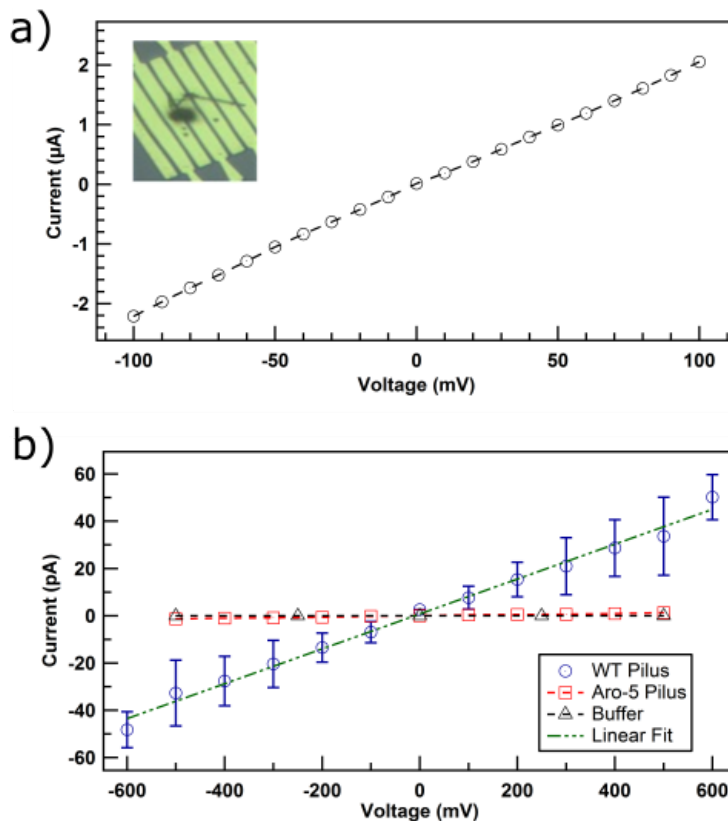 a)
2
1
0
-1
-2
Current (µA)
-100
-50
0
50
100
Voltage (mV)
b)
60
40
20
0
-20
-40
-60
Current (pA)
WT Pilus
Aro-5 Pilus
Buffer
Linear Fit
-600
-400
-200
0
200
400
600
Voltage (mV)